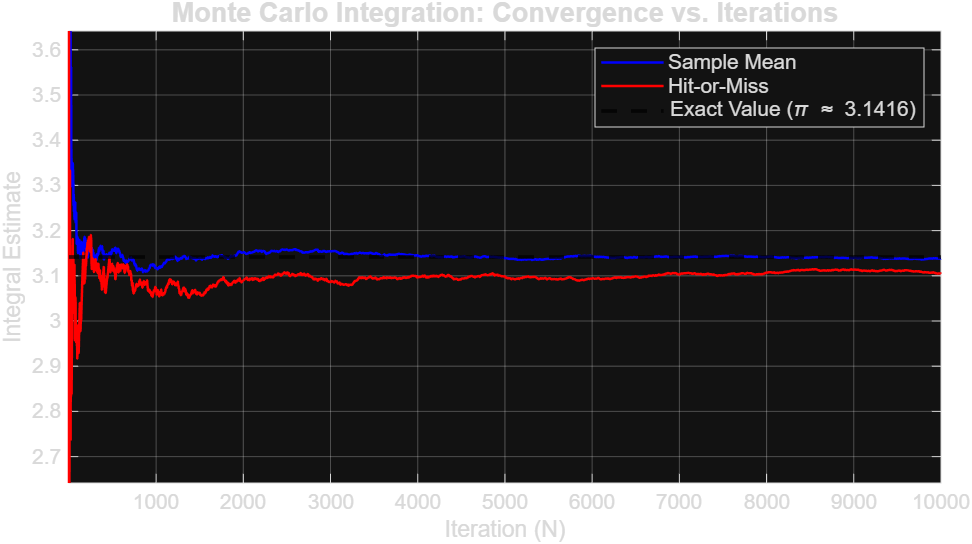 Monte Carlo Integration: Convergence vs. Iterations
Sample Mean
Hit-or-Miss
Exact Value (π ≈ 3.1416)
Integral Estimate
3.6
3.5
3.4
3.3
3.2
3.1
3
2.9
2.8
2.7
1000 2000 3000 4000 5000 6000 7000 8000 9000 10000
Iteration (N)